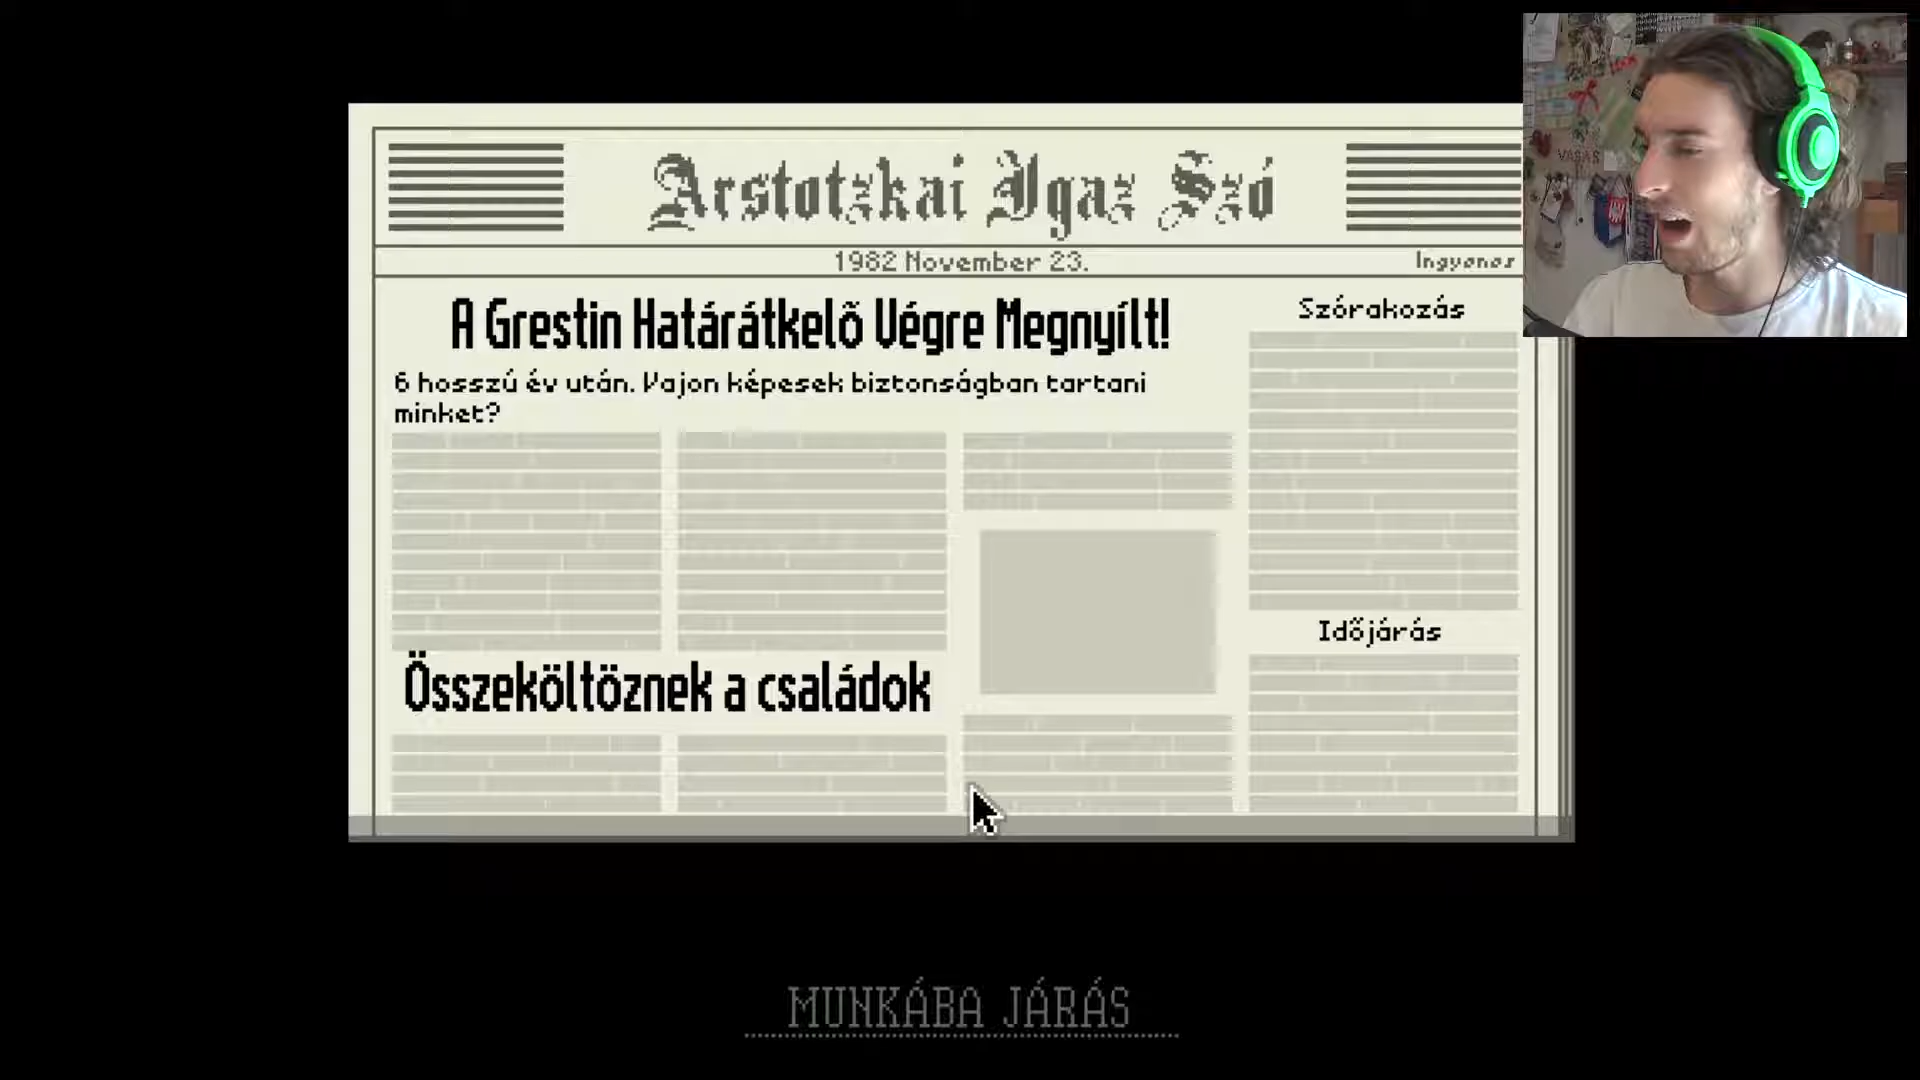 Arstotzkai Igaz Szó
1982 November 23.
Ingyenes
A Grestin Határátkelő Végre Megnyílt!
6 hosszú év után. Vajon képesek biztonságban tartani
minket?
Összeköltöznek a családok
Szórakozás
Időjárás
VASAS
MUNKÁBA JÁRÁS